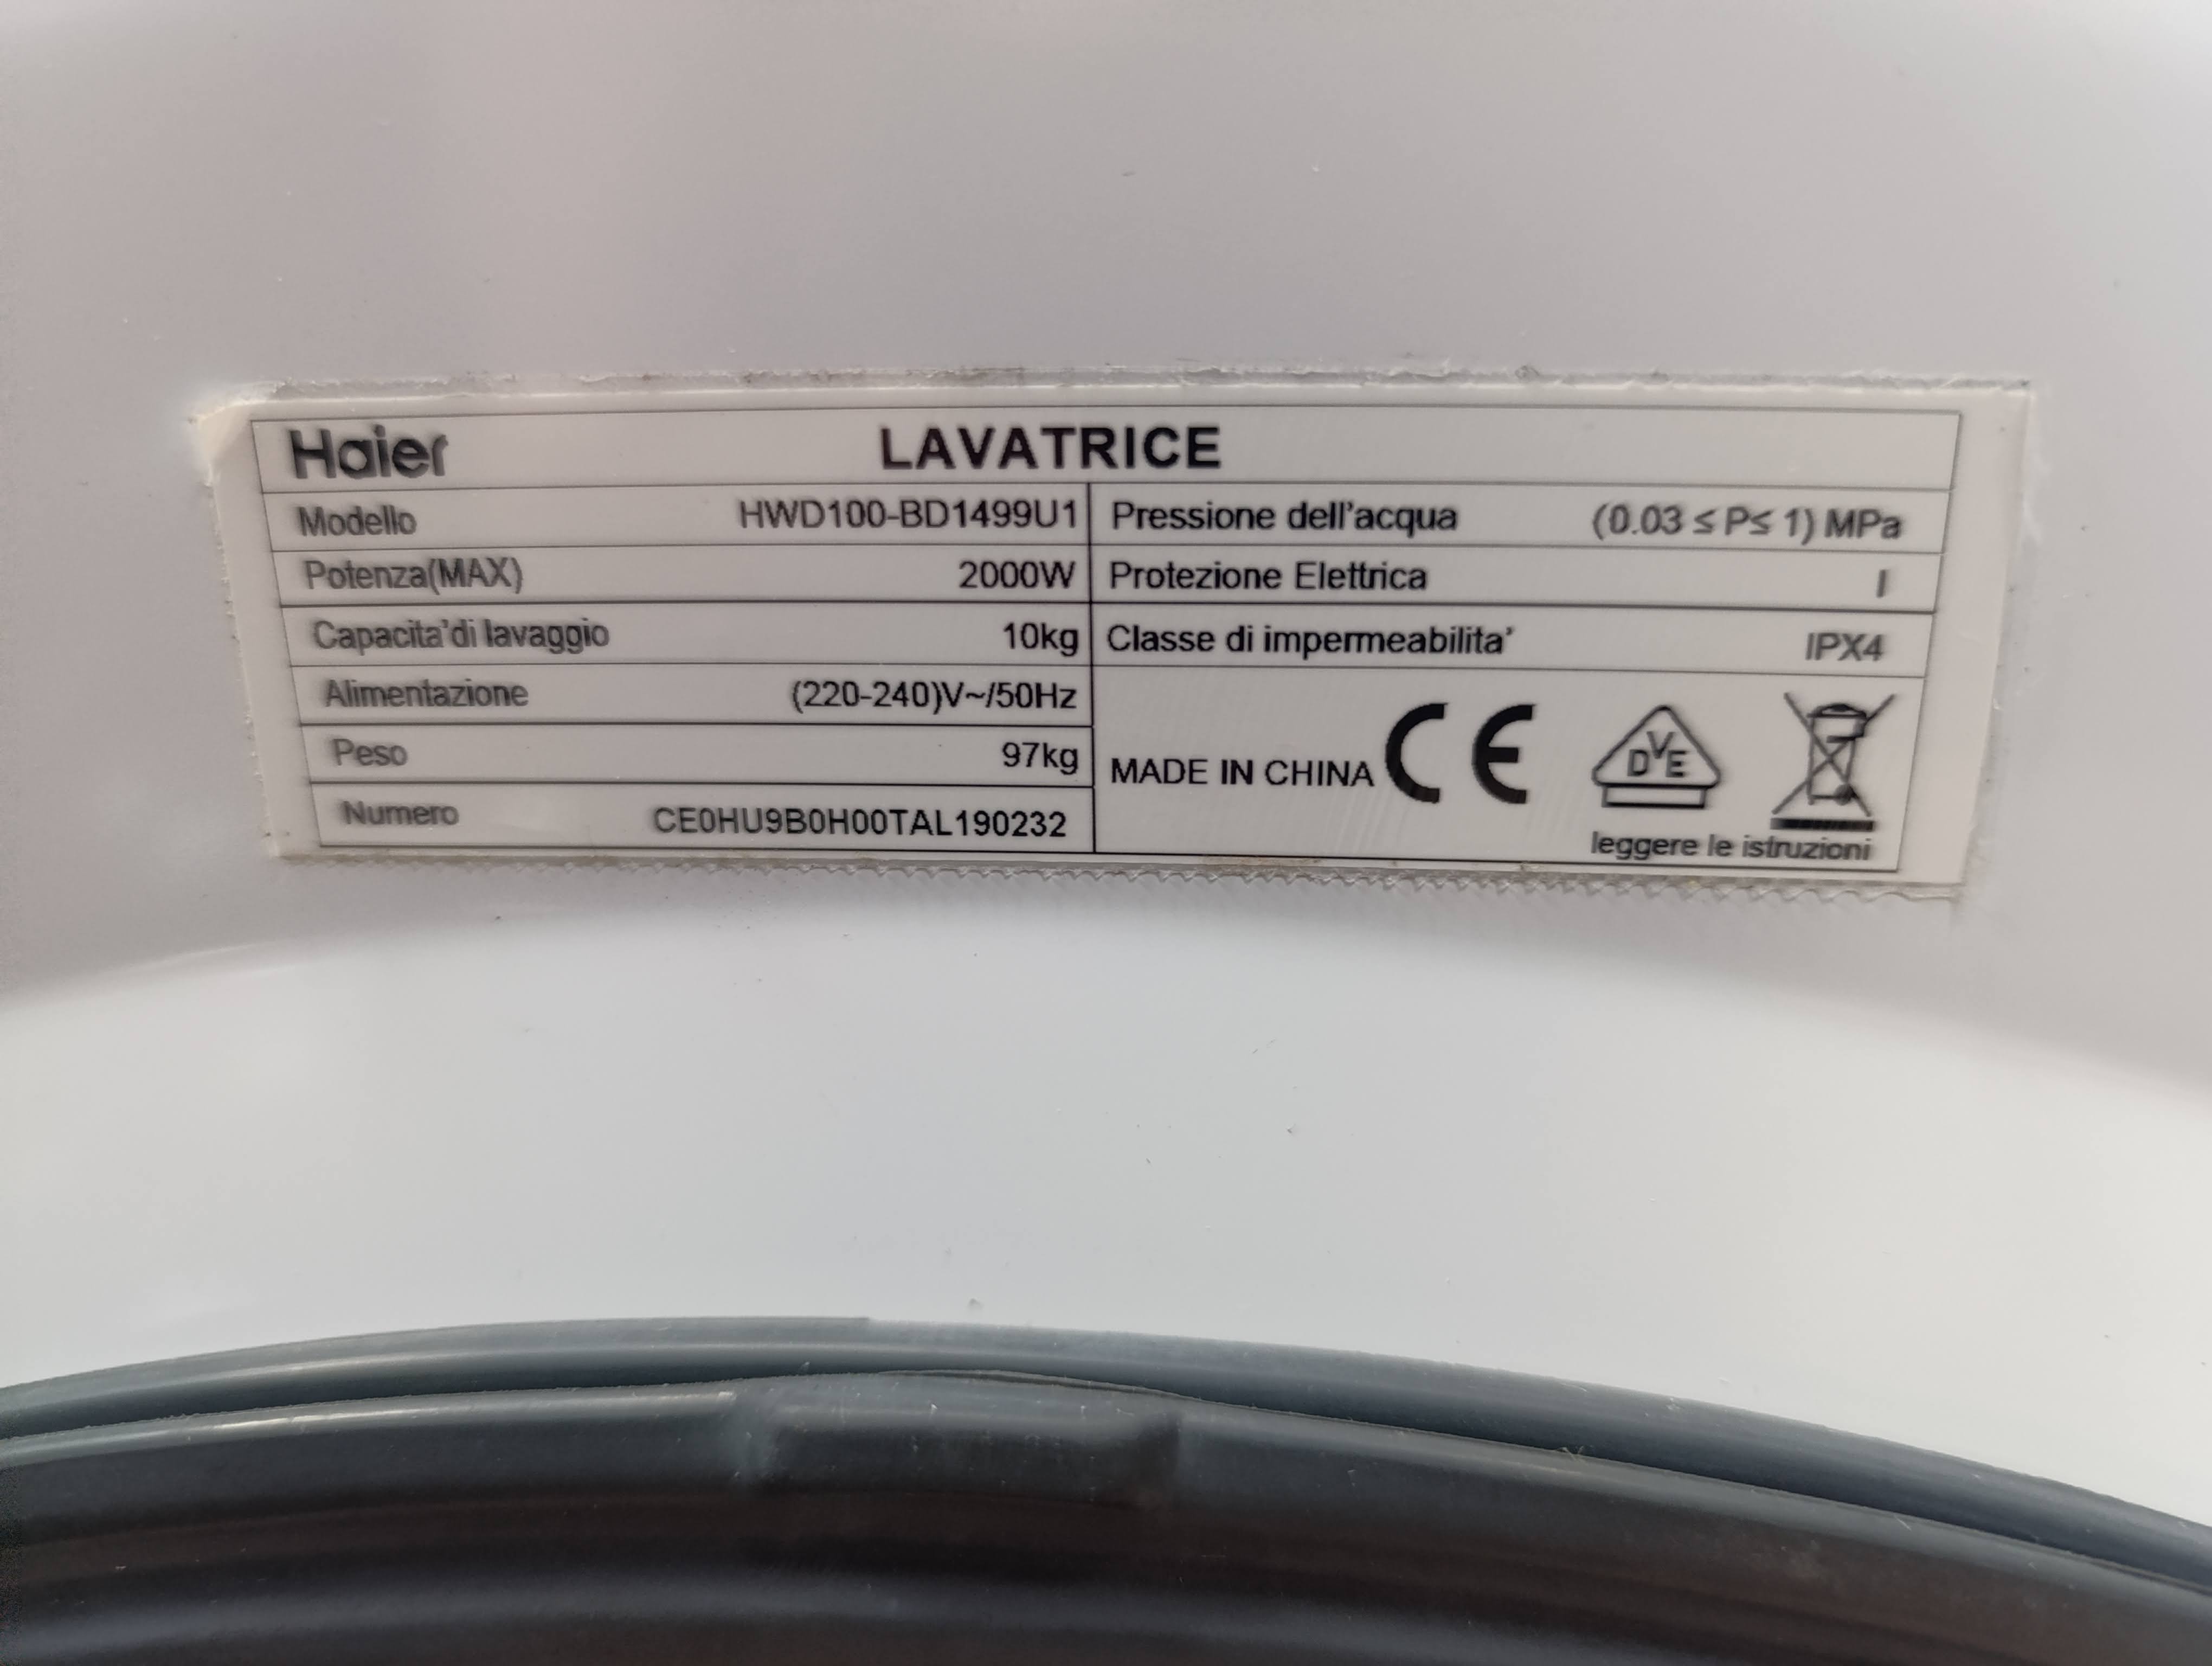 Haier LAVATRICE
Modello HWD100-BD1499U1 Pressione dell'acqua (0.03 ≤ P≤ 1) MPa
Potenza(MAX) 2000W Protezione Elettrica I
Capacita'di lavaggio 10kg Classe di impermeabilita' IPX4
Alimentazione (220-240)V~/50Hz
Peso 97kg MADE IN CHINA CE DVE
Numero CE0HU9B0H00TAL190232
leggere le istruzioni